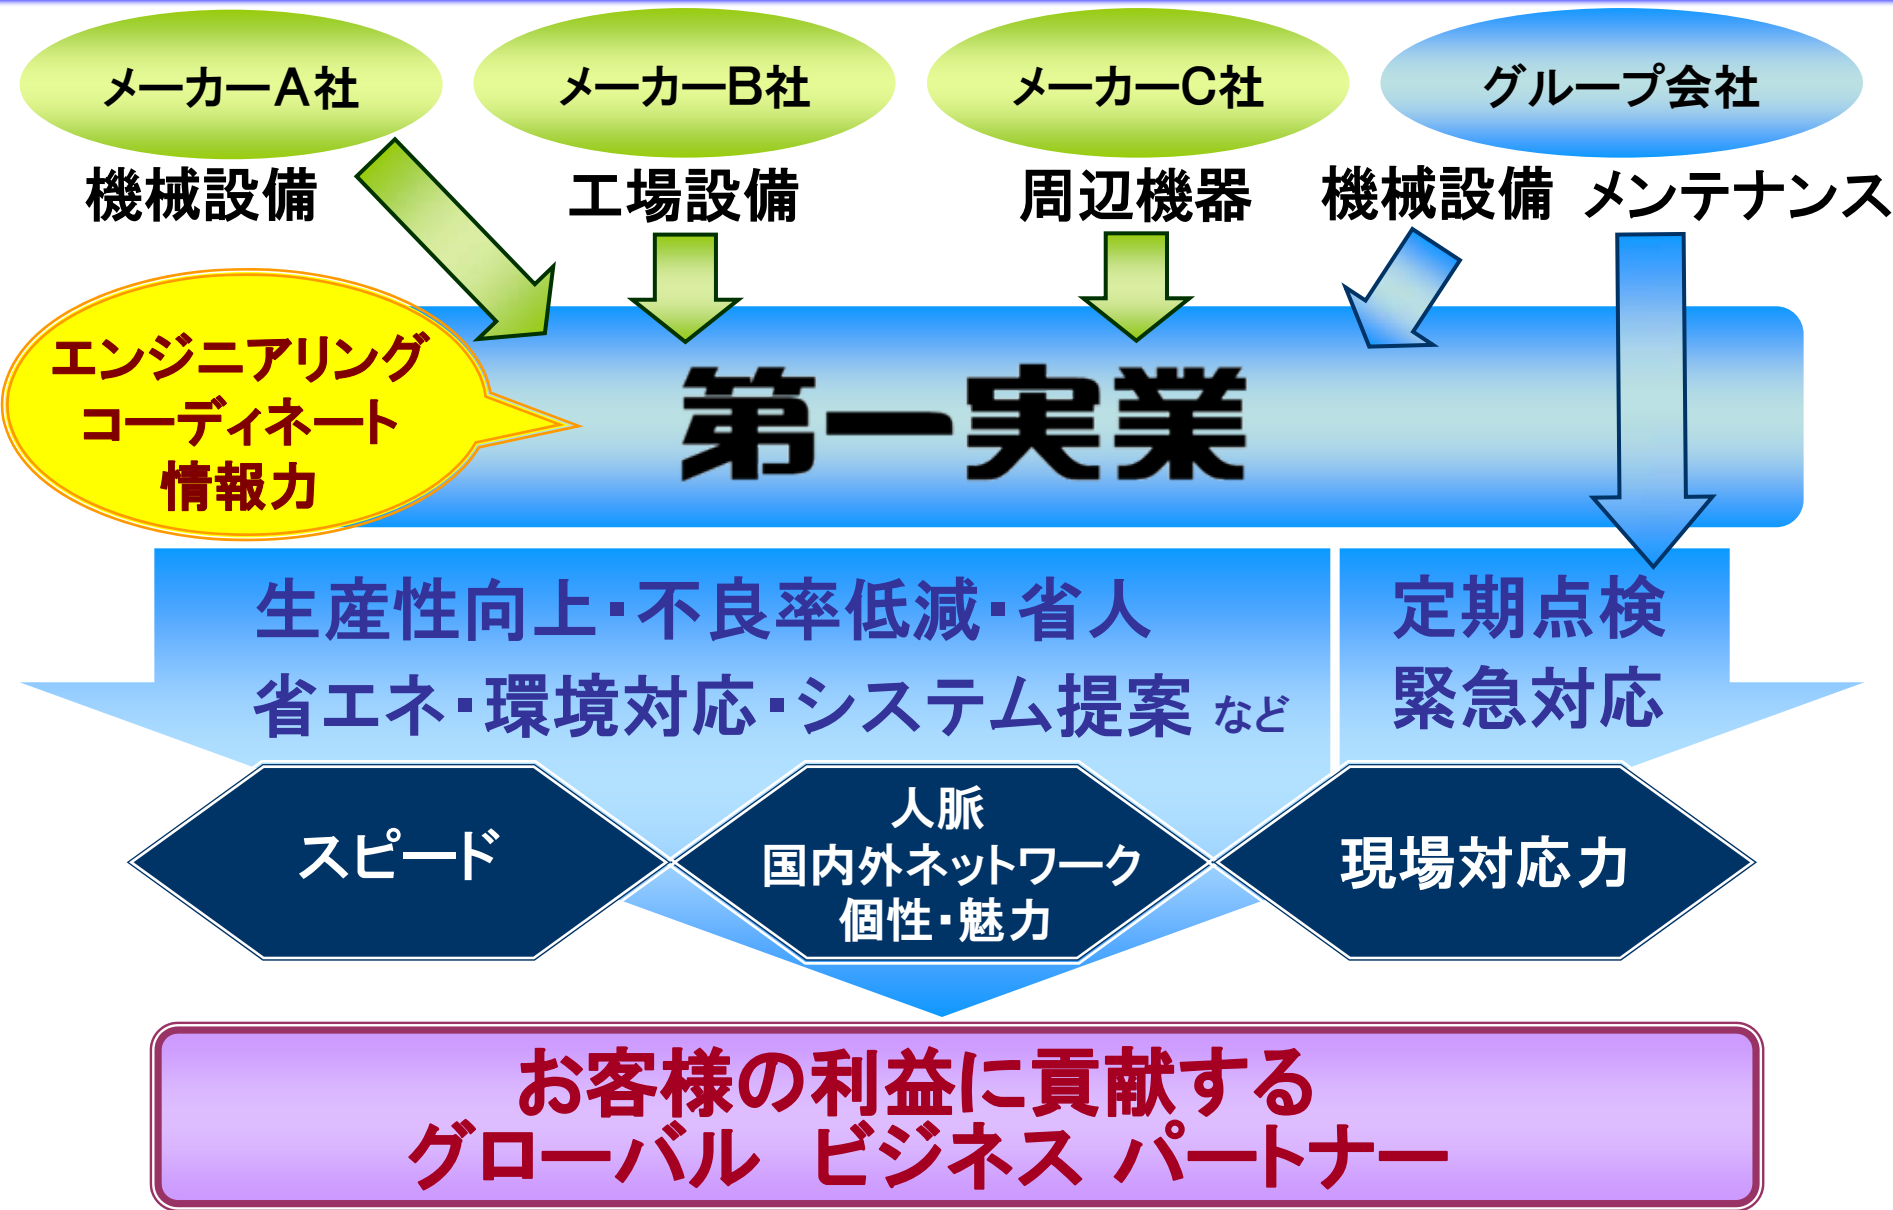 メーカーA社
メーカーB社
メーカーC社
グループ会社
機械設備
工場設備
周辺機器
機械設備 メンテナンス
エンジニアリング
コーディネート
情報力
第一実業
生産性向上・不良率低減・省人
省エネ・環境対応・システム提案 など
定期点検
緊急対応
スピード
人脈
国内外ネットワーク
個性・魅力
現場対応力
お客様の利益に貢献する
グローバル ビジネス パートナー